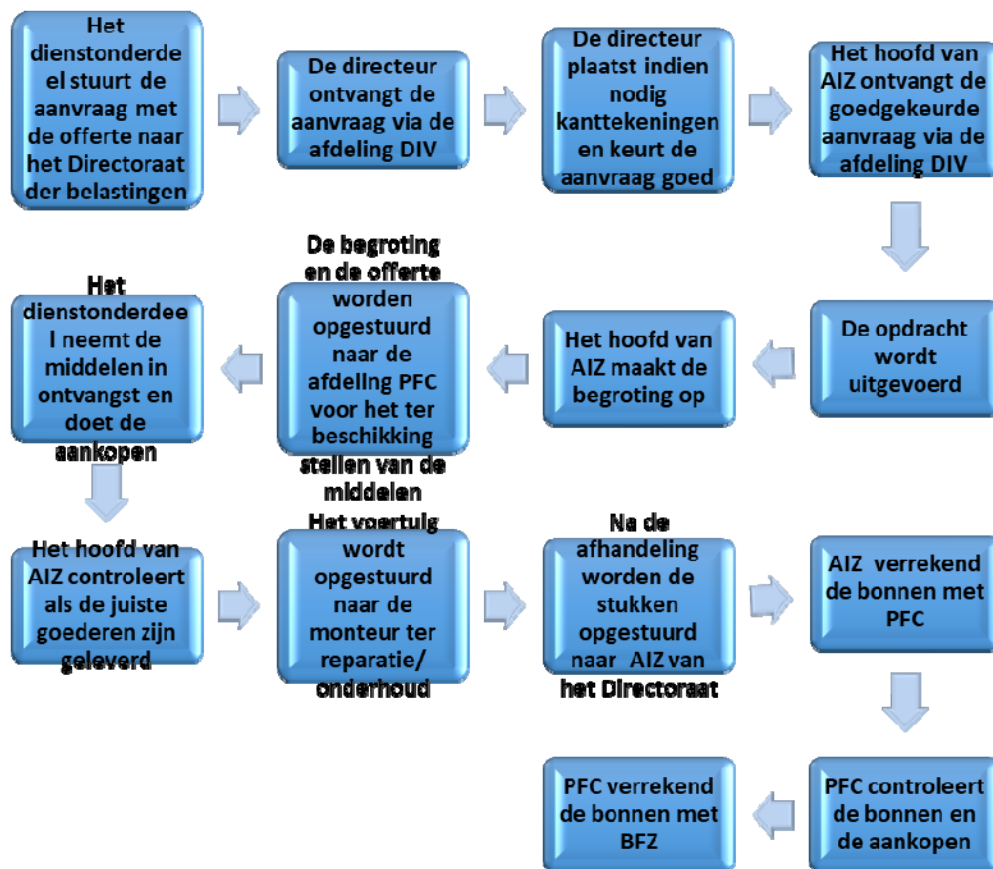 Het
dienstonderde
el stuurt de
aanvraag met
de offerte naar
het Directoraat
der belastingen
De directeur
ontvangt de
aanvraag via de
afdeling DIV
De directeur
plaatst indien
nodig
kanttekeningen
en keurt de
aanvraag goed
Het hoofd van
AIZ ontvangt de
goedgekeurde
aanvraag via de
afdeling DIV
De opdracht
wordt
uitgevoerd
Het hoofd van
AIZ maakt de
begroting op
De begroting
en de offerte
worden
opgestuurd
naar de
afdeling PFC
voor het ter
beschikking
stellen van de
middelen
Het
dienstonderdee
l neemt de
middelen in
ontvangst en
doet de
aankopen
Het hoofd van
AIZ controleert
als de juiste
goederen zijn
geleverd
Het voertuig
wordt
opgestuurd
naar de
monteur ter
reparatie/
onderhoud
Na de
afhandeling
worden de
stukken
opgestuurd
naar AIZ van
het Directoraat
AIZ verrekend
de bonnen met
PFC
PFC controleert
de bonnen en
de aankopen
PFC verrekend
de bonnen met
BFZ